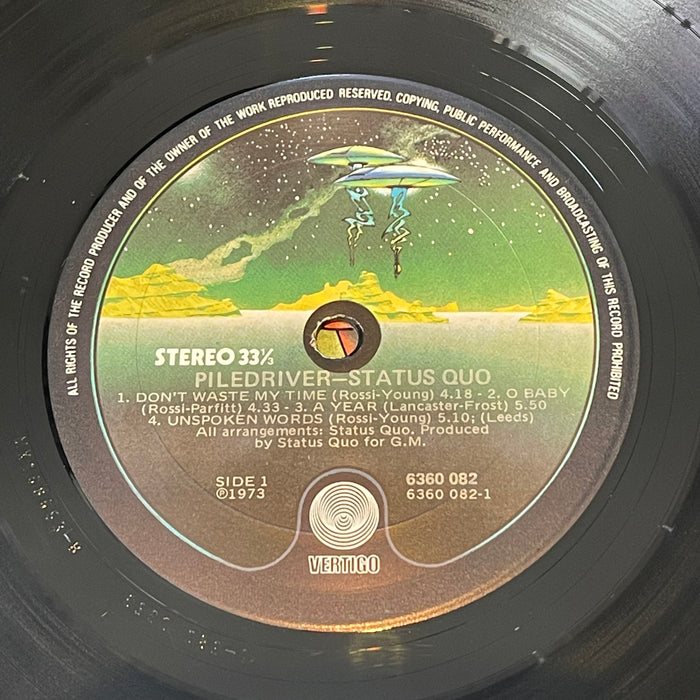 ALL RIGHTS OF THE RECORD PRODUCER AND OF THE OWNER OF THE WORK REPRODUCED RESERVED. COPYING, PUBLIC PERFORMANCE AND BROADCASTING OF THIS RECORD PROHIBITED
STEREO 33⅓
PILEDRIVER—STATUS QUO
1. DON'T WASTE MY TIME (Rossi-Young) 4.18 - 2. O BABY
(Rossi-Parfitt) 4.33 - 3. A YEAR (Lancaster-Frost) 5.50
4. UNSPOKEN WORDS (Rossi-Young) 5.10; (Leeds)
All arrangements: Status Quo. Produced
by Status Quo for G.M.
SIDE 1
℗1973
6360 082
6360 082-1
VERTIGO